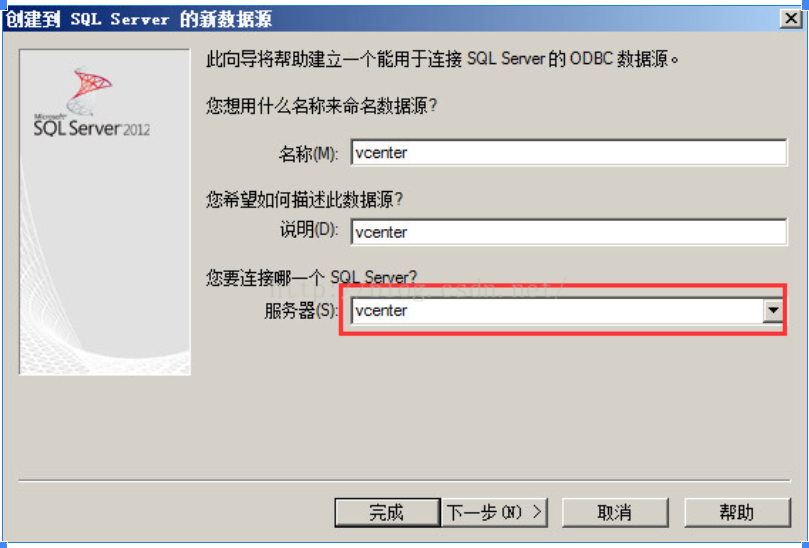 创建到 SQL Server 的新数据源
此向导将帮助建立一个能用于连接 SQL Server 的 ODBC 数据源。
Microsoft
SQL Server 2012
您想用什么名称来命名数据源?
名称(M): vcenter
您希望如何描述此数据源?
说明(D): vcenter
您要连接哪一个 SQL Server?
服务器(S): vcenter
完成 下一步(N) > 取消 帮助